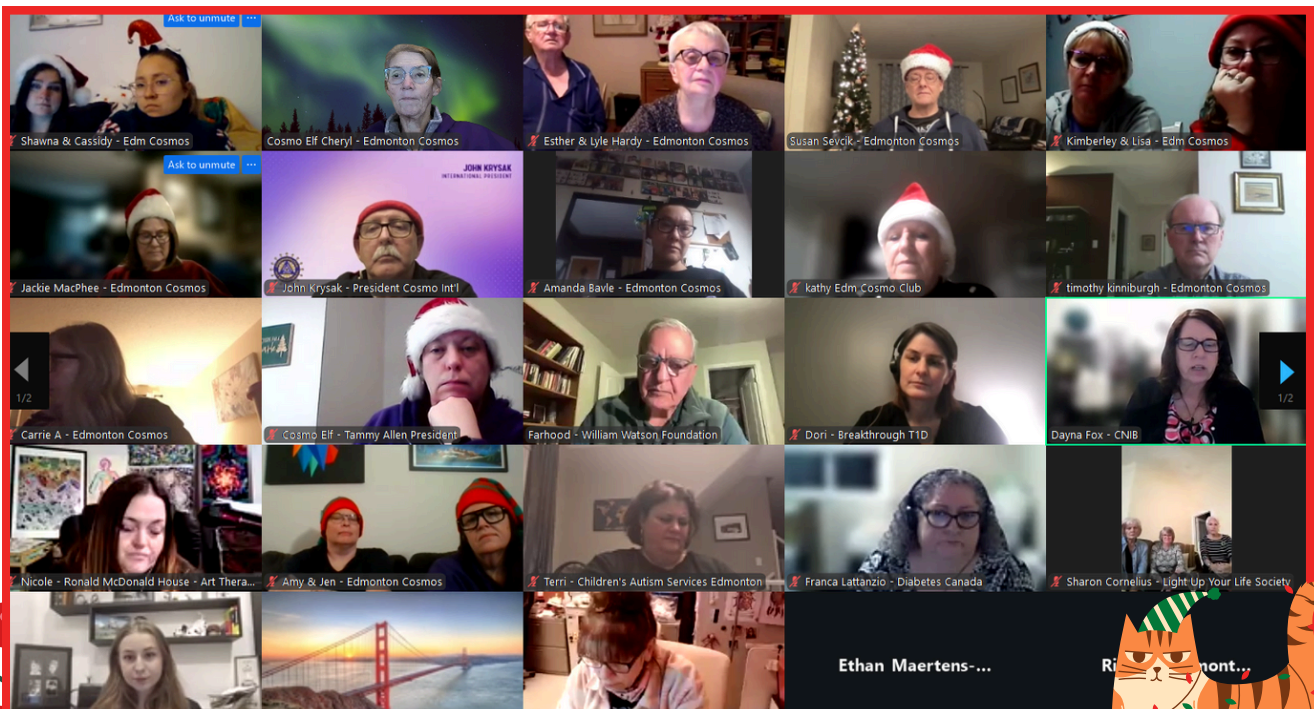 Ask to unmute ...
Shawna & Cassidy - Edm Cosmos
Cosmo Elf Cheryl - Edmonton Cosmos
Esther & Lyle Hardy - Edmonton Cosmos
Susan Sevcik - Edmonton Cosmos
Kimberley & Lisa - Edm Cosmos
Ask to unmute ...
JOHN KRYSAK
INTERNATIONAL PRESIDENT
Jackie MacPhee - Edmonton Cosmos
John Krysak - President Cosmo Int'l
Amanda Bavle - Edmonton Cosmos
kathy Edm Cosmo Club
timothy kinniburgh - Edmonton Cosmos
1/2
1/2
Carrie A - Edmonton Cosmos
Cosmo Elf - Tammy Allen President
Farhood - William Watson Foundation
Dori - Breakthrough T1D
Dayna Fox - CNIB
Nicole - Ronald McDonald House - Art Thera...
Amy & Jen - Edmonton Cosmos
Terri - Children's Autism Services Edmonton
Franca Lattanzio - Diabetes Canada
Sharon Cornelius - Light Up Your Life Society
Ethan Maertens-...